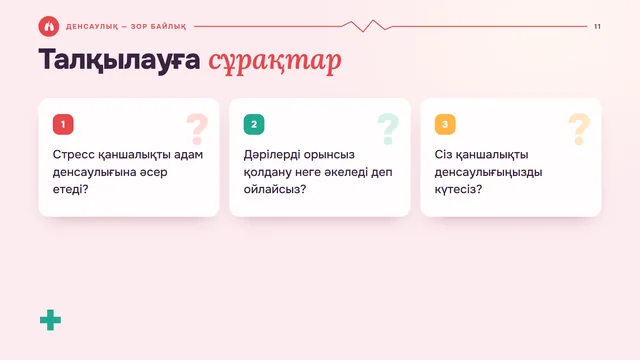 ДЕНСАУЛЫҚ — ЗОР БАЙЛЫҚ
11
Талқылауға сұрақтар
1
?
Стресс қаншалықты адам
денсаулығына әсер
етеді?
2
?
Дәрілерді орынсыз
қолдану неге әкеледі деп
ойлайсыз?
3
?
Сіз қаншалықты
денсаулығыңызды
күтесіз?